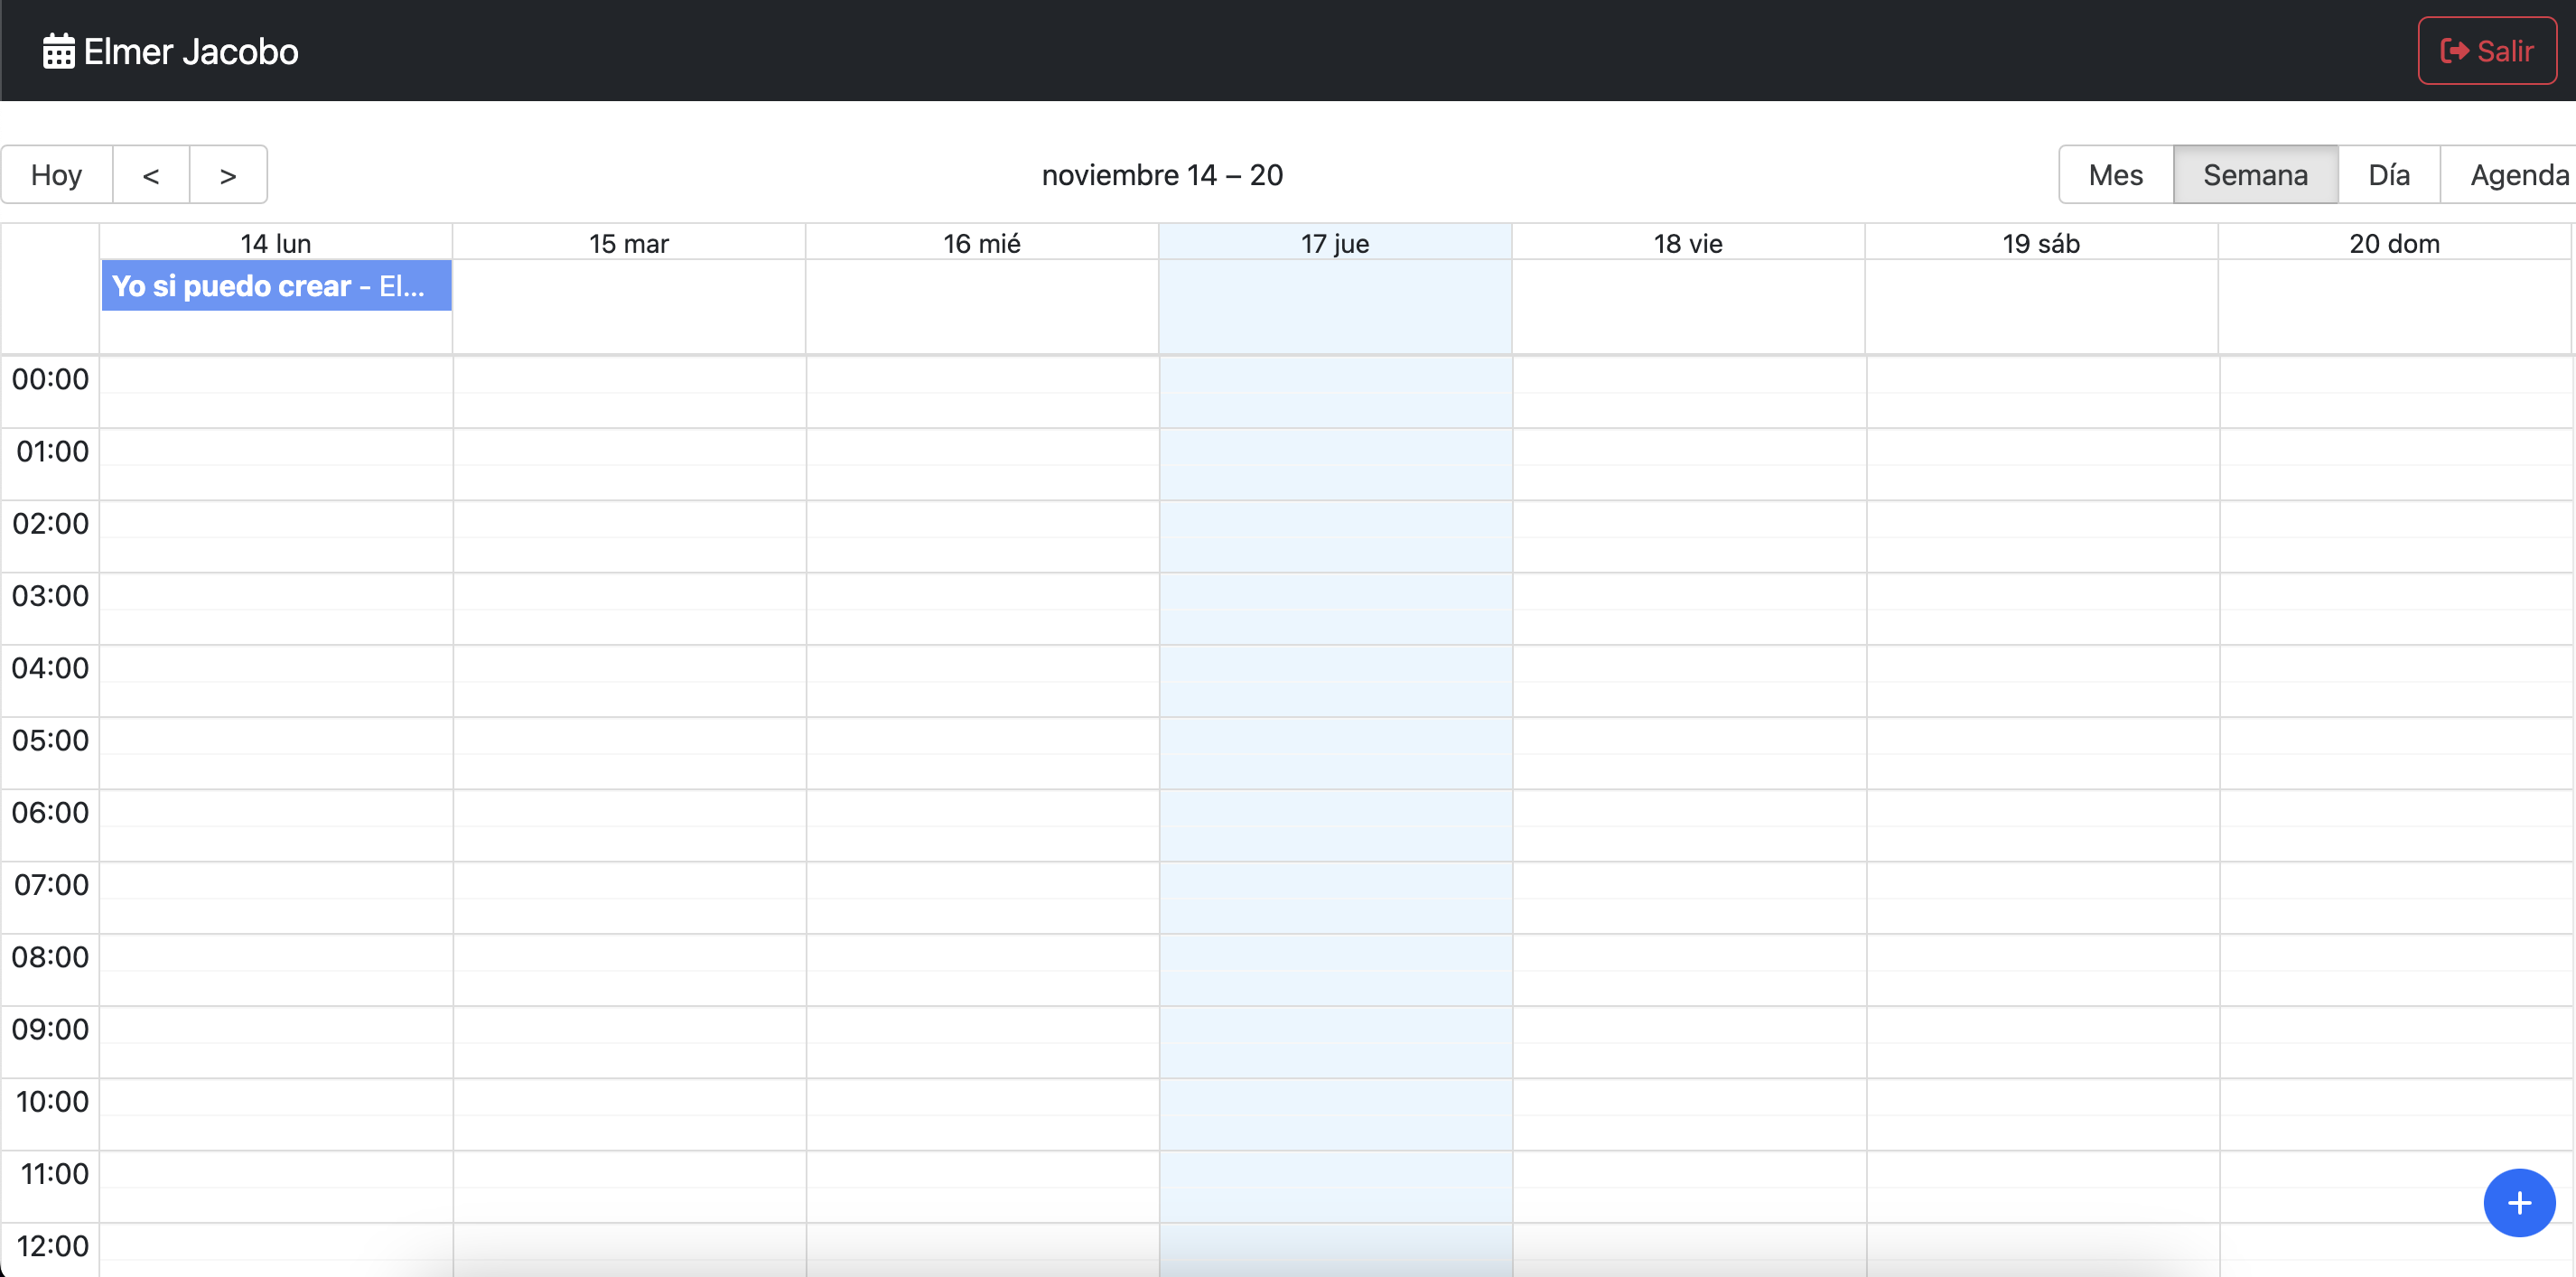 Elmer Jacobo
Salir
Hoy < > noviembre 14 – 20 Mes Semana Día Agenda
14 lun 15 mar 16 mié 17 jue 18 vie 19 sáb 20 dom
Yo si puedo crear - El...
00:00
01:00
02:00
03:00
04:00
05:00
06:00
07:00
08:00
09:00
10:00
11:00
+
12:00